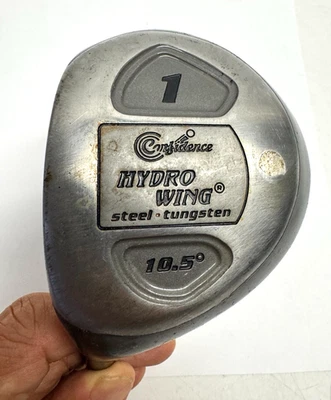 1
Confidence
HYDRO
WING®
steel · tungsten
10.5°